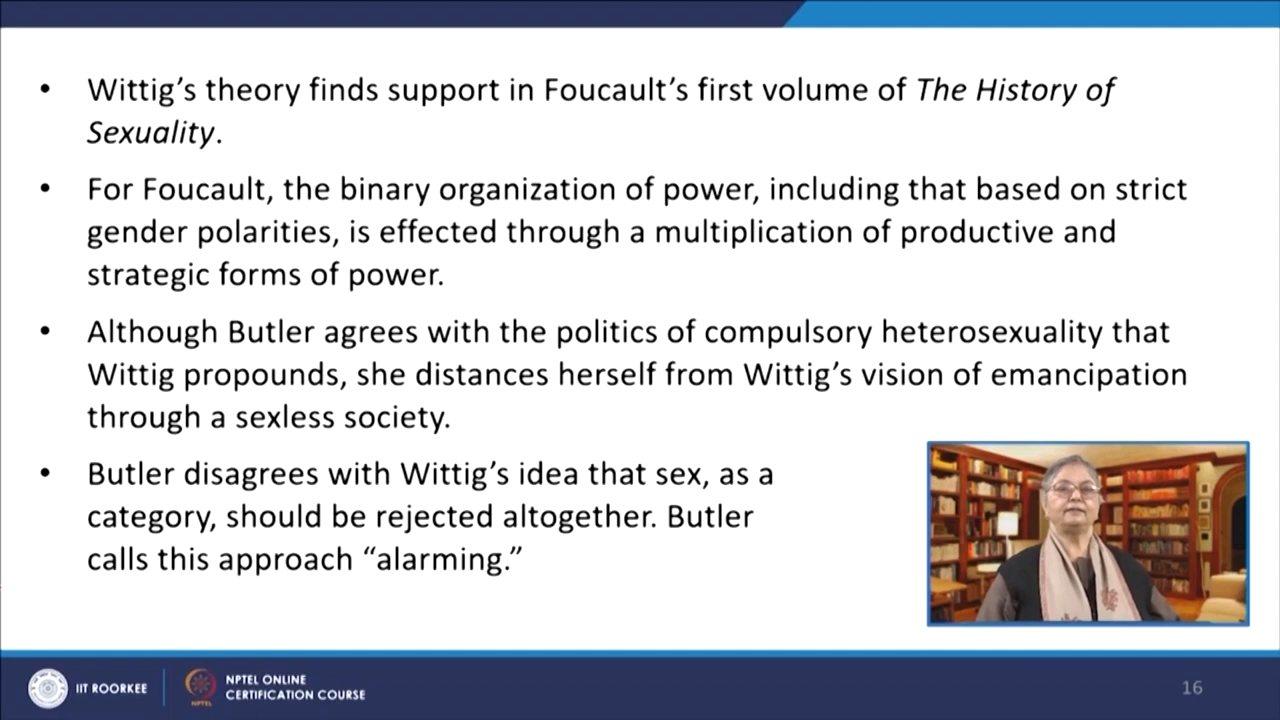 • Wittig’s theory finds support in Foucault’s first volume of The History of
Sexuality.
• For Foucault, the binary organization of power, including that based on strict
gender polarities, is effected through a multiplication of productive and
strategic forms of power.
• Although Butler agrees with the politics of compulsory heterosexuality that
Wittig propounds, she distances herself from Wittig’s vision of emancipation
through a sexless society.
• Butler disagrees with Wittig’s idea that sex, as a
category, should be rejected altogether. Butler
calls this approach “alarming.”
IIT ROORKEE
NPTEL
NPTEL ONLINE
CERTIFICATION COURSE
16